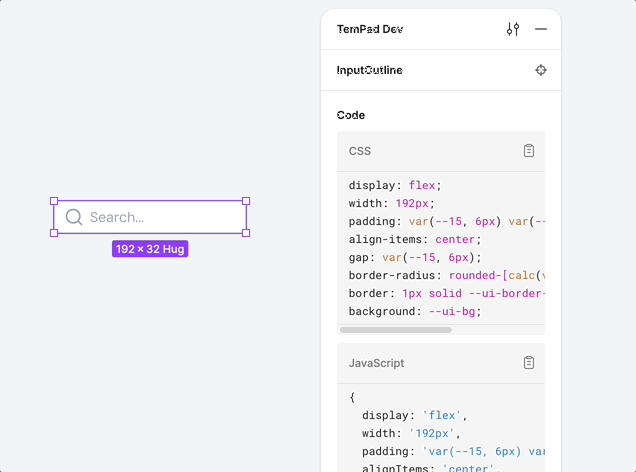 TemPad Dev
InputOutline
Code
CSS
display: flex;
width: 192px;
padding: var(--15, 6px) var(--
align-items: center;
gap: var(--15, 6px);
border-radius: rounded-[calc(v
border: 1px solid --ui-border-
background: --ui-bg;
Search...
192 × 32 Hug
JavaScript
{
display: 'flex',
width: '192px',
padding: 'var(--15, 6px) var
alignItems: 'center',